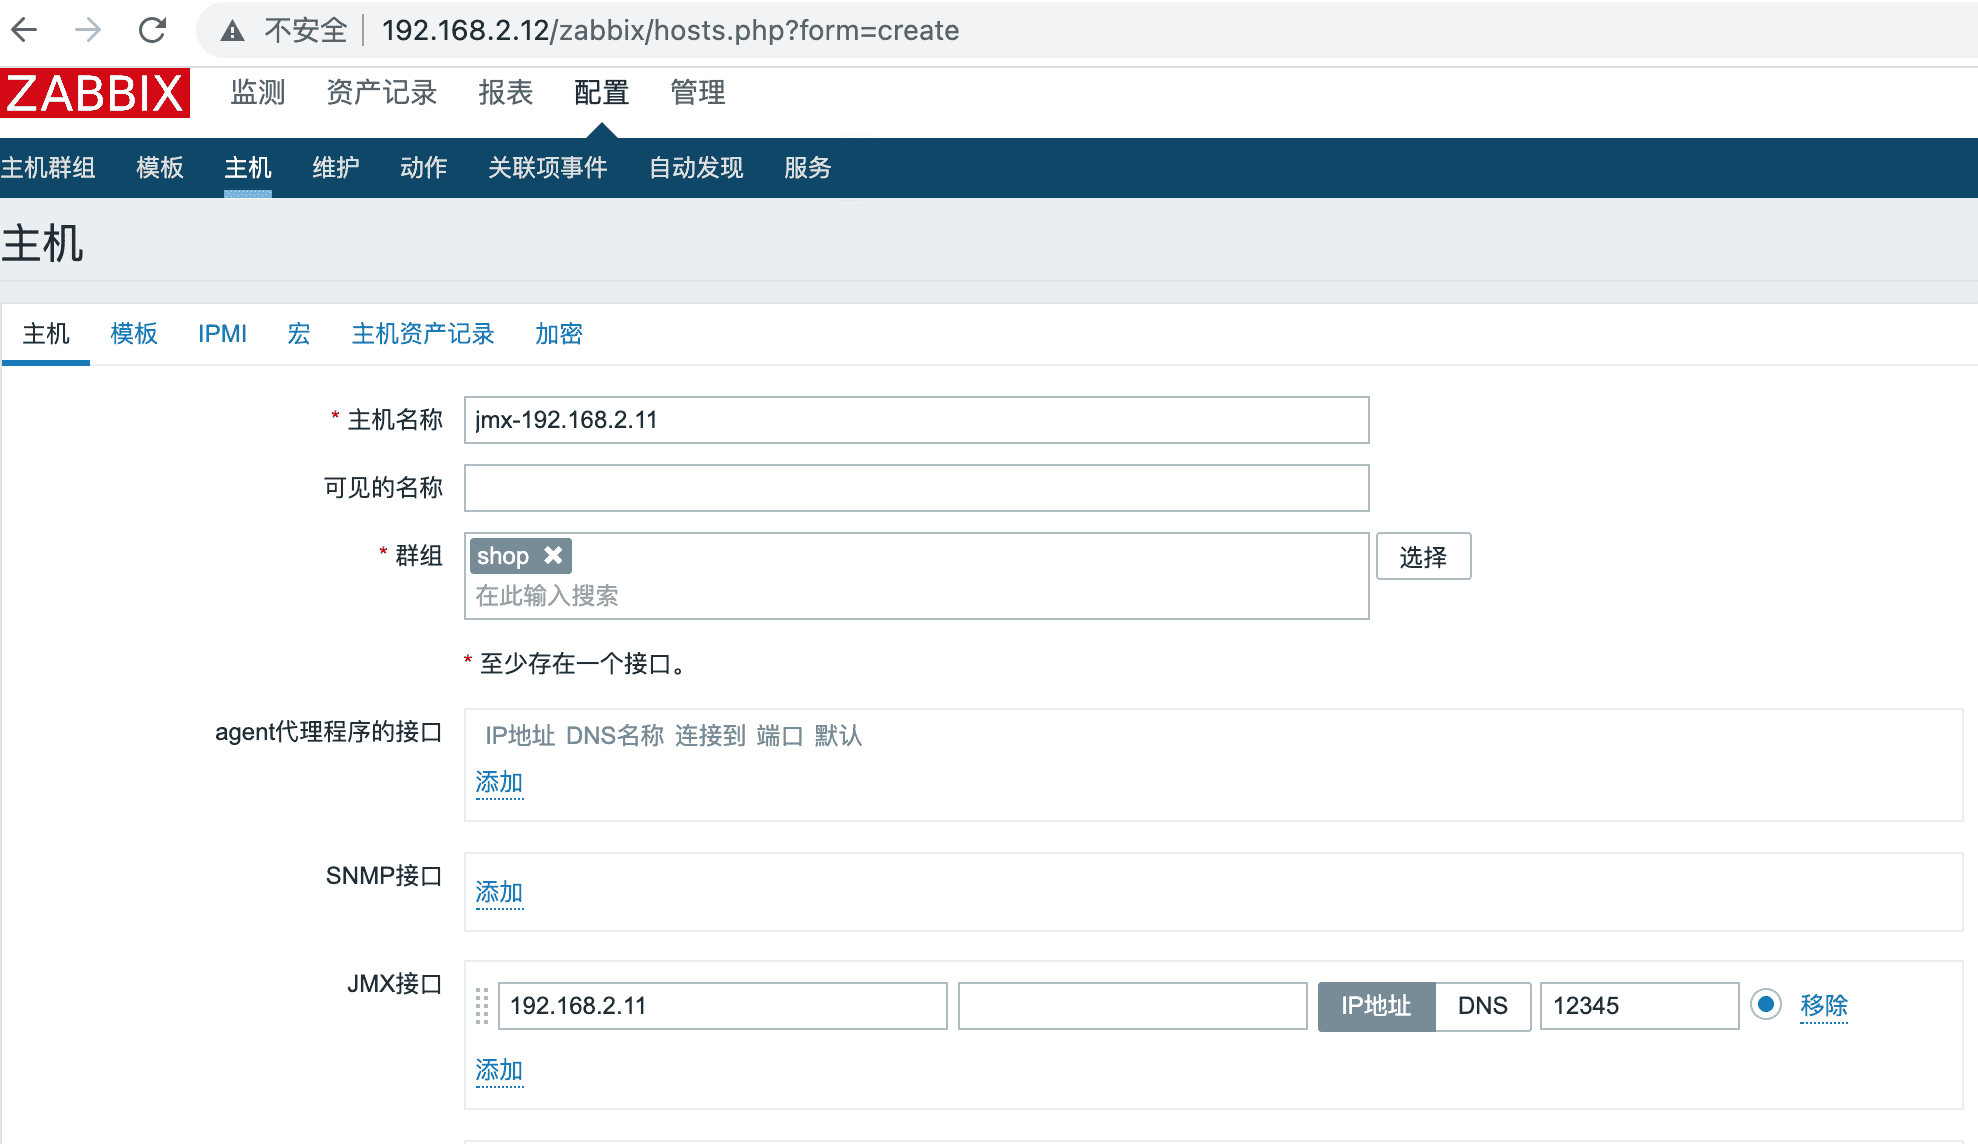 不安全 192.168.2.12/zabbix/hosts.php?form=create
ZABBIX 监测 资产记录 报表 配置 管理
主机群组 模板 主机 维护 动作 关联项事件 自动发现 服务
主机
主机 模板 IPMI 宏 主机资产记录 加密
* 主机名称 jmx-192.168.2.11
可见的名称
* 群组 shop 选择
在此输入搜索
* 至少存在一个接口。
agent代理程序的接口 IP地址 DNS名称 连接到 端口 默认
添加
SNMP接口 添加
JMX接口 192.168.2.11 IP地址 DNS 12345 移除
添加